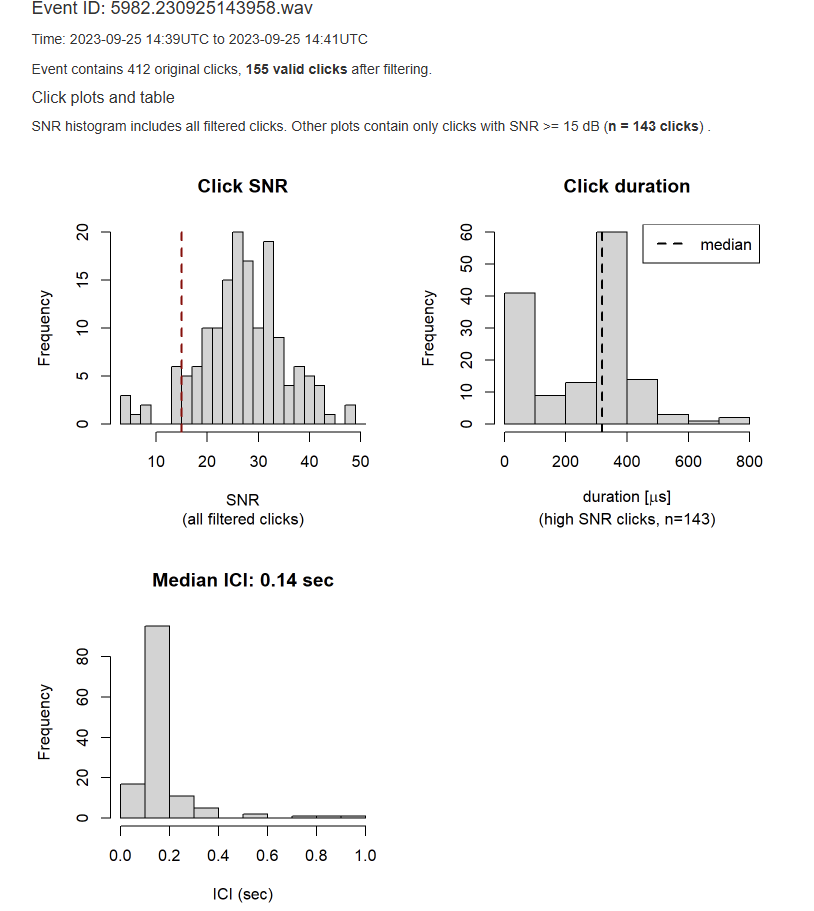 Event ID: 5982.230925143958.wav
Time: 2023-09-25 14:39UTC to 2023-09-25 14:41UTC
Event contains 412 original clicks, 155 valid clicks after filtering.
Click plots and table
SNR histogram includes all filtered clicks. Other plots contain only clicks with SNR >= 15 dB (n = 143 clicks) .
Click SNR
Frequency
0 5 10 15 20
10 20 30 40 50
SNR
(all filtered clicks)
Click duration
median
Frequency
0 10 20 30 40 50 60
0 200 400 600 800
duration [μs]
(high SNR clicks, n=143)
Median ICI: 0.14 sec
Frequency
0 20 40 60 80
0.0 0.2 0.4 0.6 0.8 1.0
ICI (sec)